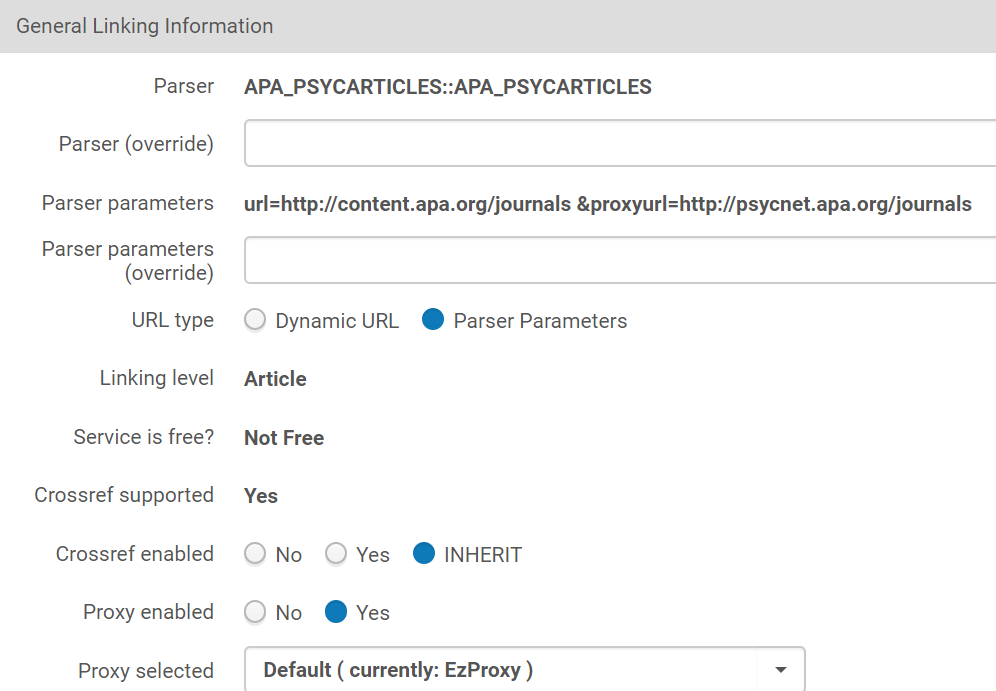 General Linking Information
Parser APA_PSYCARTICLES::APA_PSYCARTICLES
Parser (override)
Parser parameters url=http://content.apa.org/journals &proxyurl=http://psycnet.apa.org/journals
Parser parameters
(override)
URL type Dynamic URL Parser Parameters
Linking level Article
Service is free? Not Free
Crossref supported Yes
Crossref enabled No Yes INHERIT
Proxy enabled No Yes
Proxy selected Default ( currently: EzProxy )